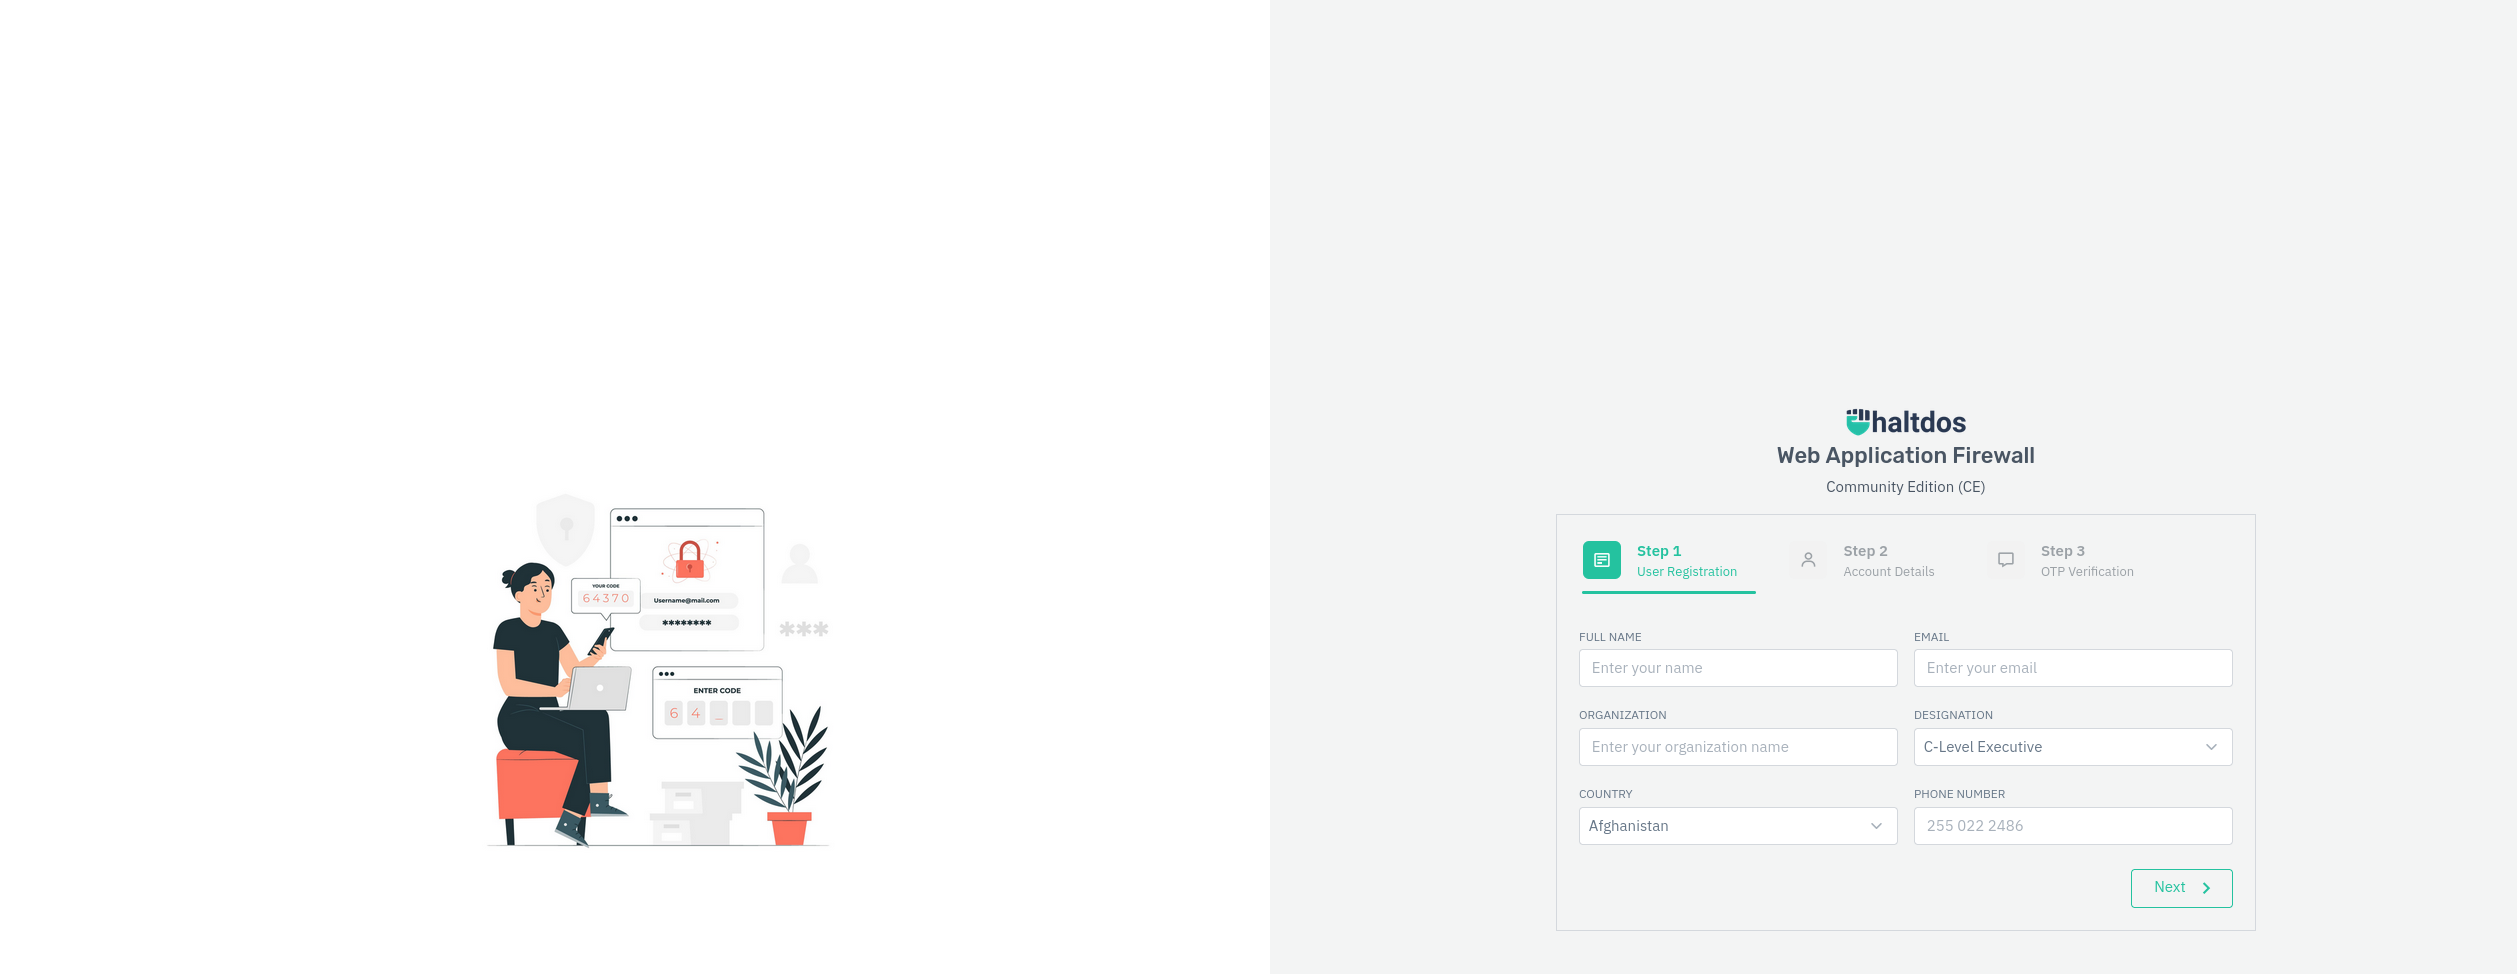 YOUR CODE
64370
Username@mail.com
********
***
ENTER CODE
6 4 _
haltdos
Web Application Firewall
Community Edition (CE)
Step 1
User Registration
Step 2
Account Details
Step 3
OTP Verification
FULL NAME
Enter your name
EMAIL
Enter your email
ORGANIZATION
Enter your organization name
DESIGNATION
C-Level Executive
COUNTRY
Afghanistan
PHONE NUMBER
255 022 2486
Next